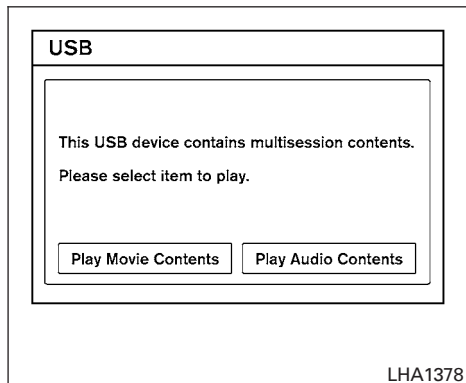 USB
This USB device contains multisession contents.
Please select item to play.
Play Movie Contents Play Audio Contents
LHA1378